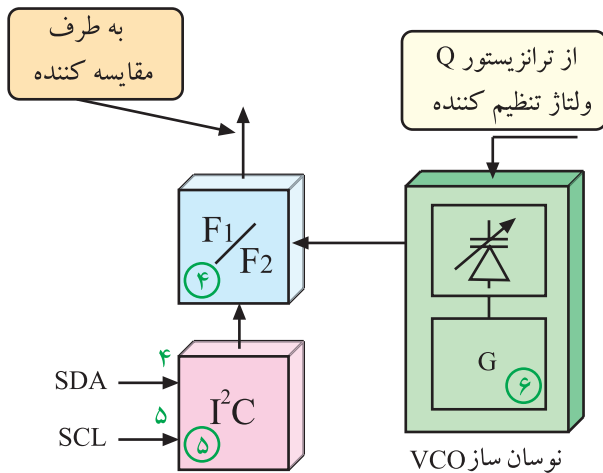 به طرف
مقایسه کننده
از ترانزیستور Q
ولتاژ تنظیم کننده
F1/F2
۴
G
۶
۴
SDA
۵
SCL
I²C
۵
نوسان ساز VCO